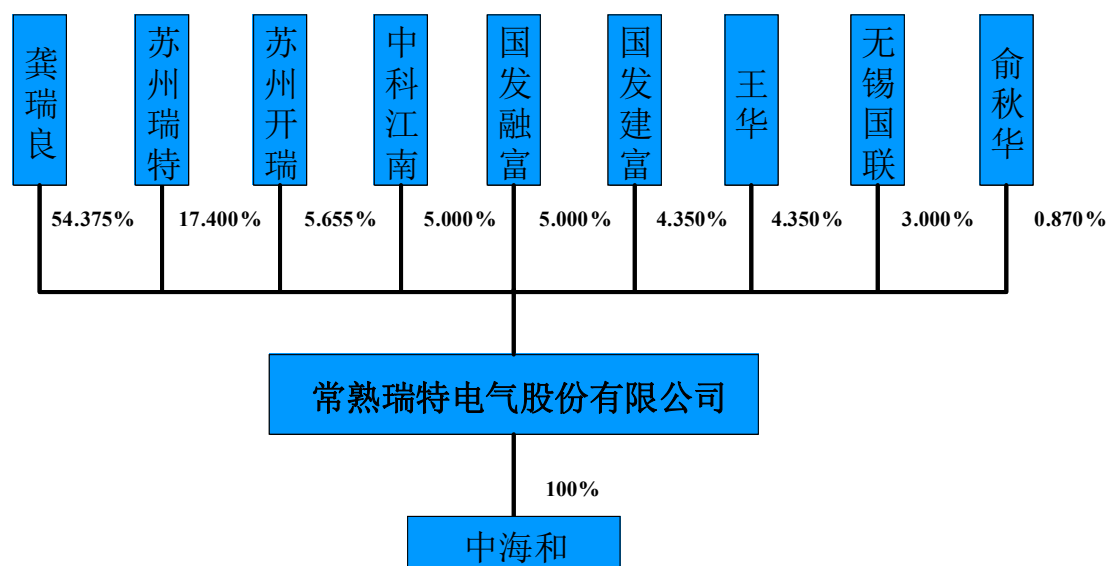 龚瑞良
苏州瑞特
苏州开瑞
中科江南
国发融富
国发建富
王华
无锡国联
俞秋华
54.375%
17.400%
5.655%
5.000%
5.000%
4.350%
4.350%
3.000%
0.870%
常熟瑞特电气股份有限公司
100%
中海和